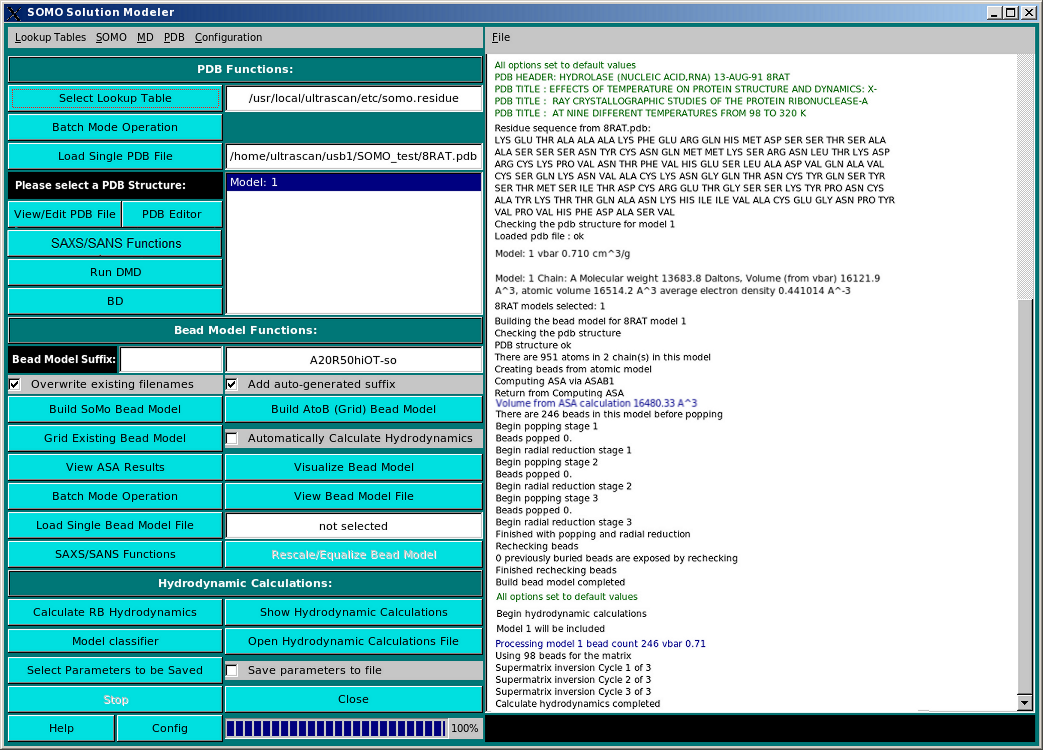 SOMO Solution Modeler
Lookup Tables SOMO MD PDB Configuration
PDB Functions:
Select Lookup Table
/usr/local/ultrascan/etc/somo.residue
Batch Mode Operation
Load Single PDB File
/home/ultrascan/usb1/SOMO_test/8RAT.pdb
Please select a PDB Structure:
Model: 1
View/Edit PDB File
PDB Editor
SAXS/SANS Functions
Run DMD
BD
Bead Model Functions:
Bead Model Suffix:
A20R50hiOT-so
Overwrite existing filenames
Add auto-generated suffix
Build SoMo Bead Model
Build AtoB (Grid) Bead Model
Grid Existing Bead Model
Automatically Calculate Hydrodynamics
View ASA Results
Visualize Bead Model
Batch Mode Operation
View Bead Model File
Load Single Bead Model File
not selected
SAXS/SANS Functions
Rescale/Equalize Bead Model
Hydrodynamic Calculations:
Calculate RB Hydrodynamics
Show Hydrodynamic Calculations
Model classifier
Open Hydrodynamic Calculations File
Select Parameters to be Saved
Save parameters to file
Stop
Close
Help
Config
100%
File
All options set to default values
PDB HEADER: HYDROLASE (NUCLEIC ACID,RNA) 13-AUG-91 8RAT
PDB TITLE : EFFECTS OF TEMPERATURE ON PROTEIN STRUCTURE AND DYNAMICS: X-
PDB TITLE : RAY CRYSTALLOGRAPHIC STUDIES OF THE PROTEIN RIBONUCLEASE-A
PDB TITLE : AT NINE DIFFERENT TEMPERATURES FROM 98 TO 320 K
Residue sequence from 8RAT.pdb:
LYS GLU THR ALA ALA ALA LYS PHE GLU ARG GLN HIS MET ASP SER SER THR SER ALA
ALA SER SER SER ASN TYR CYS ASN GLN MET MET LYS SER ARG ASN LEU THR LYS ASP
ARG CYS LYS PRO VAL ASN THR PHE VAL HIS GLU SER LEU ALA ASP VAL GLN ALA VAL
CYS SER GLN LYS ASN VAL ALA CYS LYS ASN GLY GLN THR ASN CYS TYR GLN SER TYR
SER THR MET SER ILE THR ASP CYS ARG GLU THR GLY SER SER LYS TYR PRO ASN CYS
ALA TYR LYS THR THR GLN ALA ASN LYS HIS ILE ILE VAL ALA CYS GLU GLY ASN PRO TYR
VAL PRO VAL HIS PHE ASP ALA SER VAL
Checking the pdb structure for model 1
Loaded pdb file : ok
Model: 1 vbar 0.710 cm^3/g
Model: 1 Chain: A Molecular weight 13683.8 Daltons, Volume (from vbar) 16121.9
A^3, atomic volume 16514.2 A^3 average electron density 0.441014 A^-3
8RAT models selected: 1
Building the bead model for 8RAT model 1
Checking the pdb structure
PDB structure ok
There are 951 atoms in 2 chain(s) in this model
Creating beads from atomic model
Computing ASA via ASAB1
Return from Computing ASA
Volume from ASA calculation 16480.33 A^3
There are 246 beads in this model before popping
Begin popping stage 1
Beads popped 0.
Begin radial reduction stage 1
Begin popping stage 2
Beads popped 0.
Begin radial reduction stage 2
Begin popping stage 3
Beads popped 0.
Begin radial reduction stage 3
Finished with popping and radial reduction
Rechecking beads
0 previously buried beads are exposed by rechecking
Finished rechecking beads
Build bead model completed
All options set to default values
Begin hydrodynamic calculations
Model 1 will be included
Processing model 1 bead count 246 vbar 0.71
Using 98 beads for the matrix
Supermatrix inversion Cycle 1 of 3
Supermatrix inversion Cycle 2 of 3
Supermatrix inversion Cycle 3 of 3
Calculate hydrodynamics completed